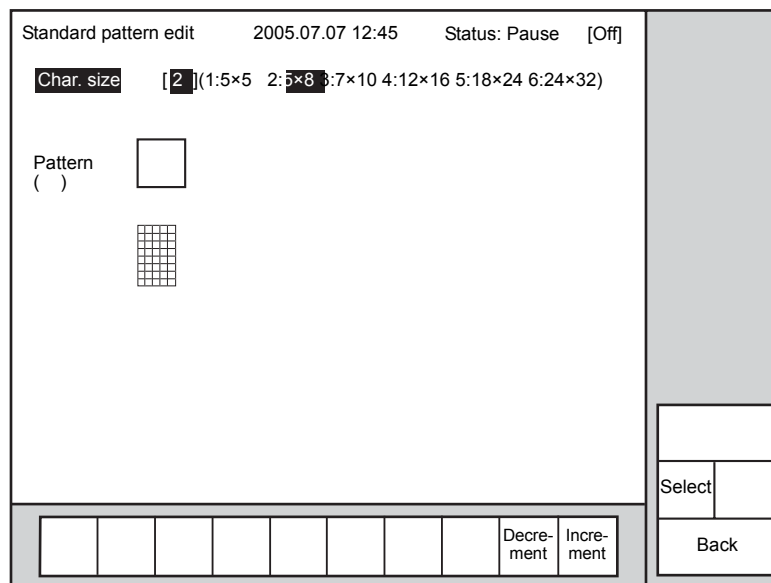 Standard pattern edit 2005.07.07 12:45 Status: Pause [Off]
Char. size [ 2 ](1:5×5 2:5×8 3:7×10 4:12×16 5:18×24 6:24×32)
Pattern
( )
Select
Decre-
ment
Incre-
ment
Back